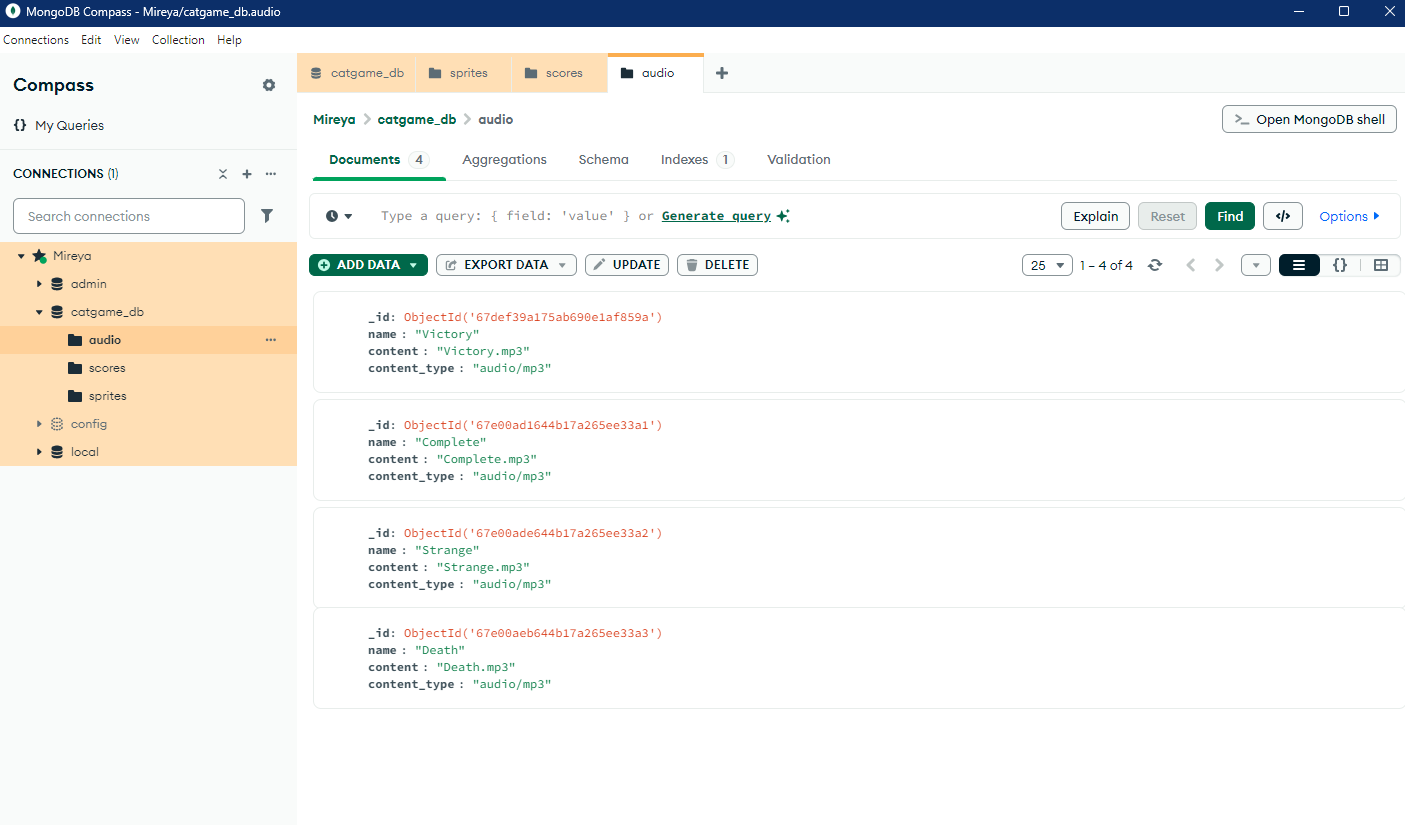 MongoDB Compass - Mireya/catgame_db.audio
Connections Edit View Collection Help
Compass
{} My Queries
CONNECTIONS (1)
Search connections
Mireya
admin
catgame_db
audio
scores
sprites
config
local
catgame_db sprites scores audio
Mireya > catgame_db > audio
>_ Open MongoDB shell
Documents 4 Aggregations Schema Indexes 1 Validation
Type a query: { field: 'value' } or Generate query
Explain Reset Find </> Options
ADD DATA EXPORT DATA UPDATE DELETE
25 1 – 4 of 4 {}
_id: ObjectId('67def39a175ab690e1af859a')
name : "Victory"
content : "Victory.mp3"
content_type : "audio/mp3"
_id: ObjectId('67e00ad1644b17a265ee33a1')
name : "Complete"
content : "Complete.mp3"
content_type : "audio/mp3"
_id: ObjectId('67e00ade644b17a265ee33a2')
name : "Strange"
content : "Strange.mp3"
content_type : "audio/mp3"
_id: ObjectId('67e00aeb644b17a265ee33a3')
name : "Death"
content : "Death.mp3"
content_type : "audio/mp3"